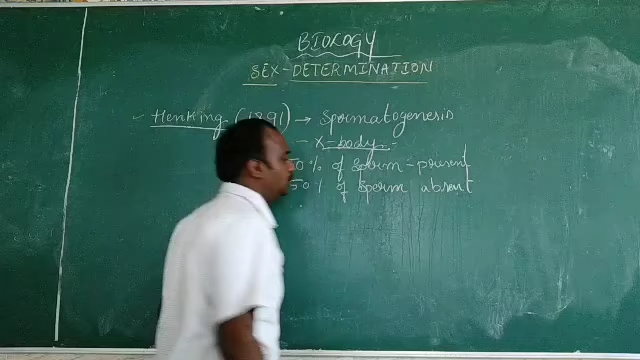 BIOLOGY
SEX-DETERMINATION
Henking (1891) → Spermatogenesis
- X-body.-
50% of Sperm - present
50% of Sperm absent